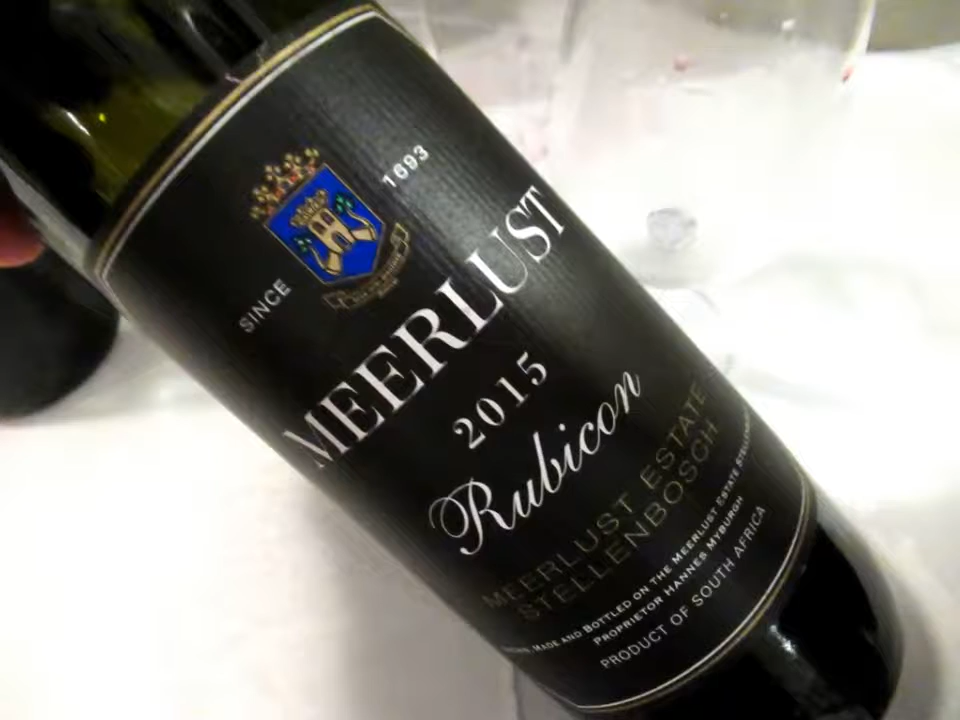 SINCE 1693
MEERLUST
2015
Rubicon
MEERLUST ESTATE
STELLENBOSCH
MADE AND BOTTLED ON THE MEERLUST ESTATE
PROPRIETOR HANNES MYBURGH
PRODUCT OF SOUTH AFRICA